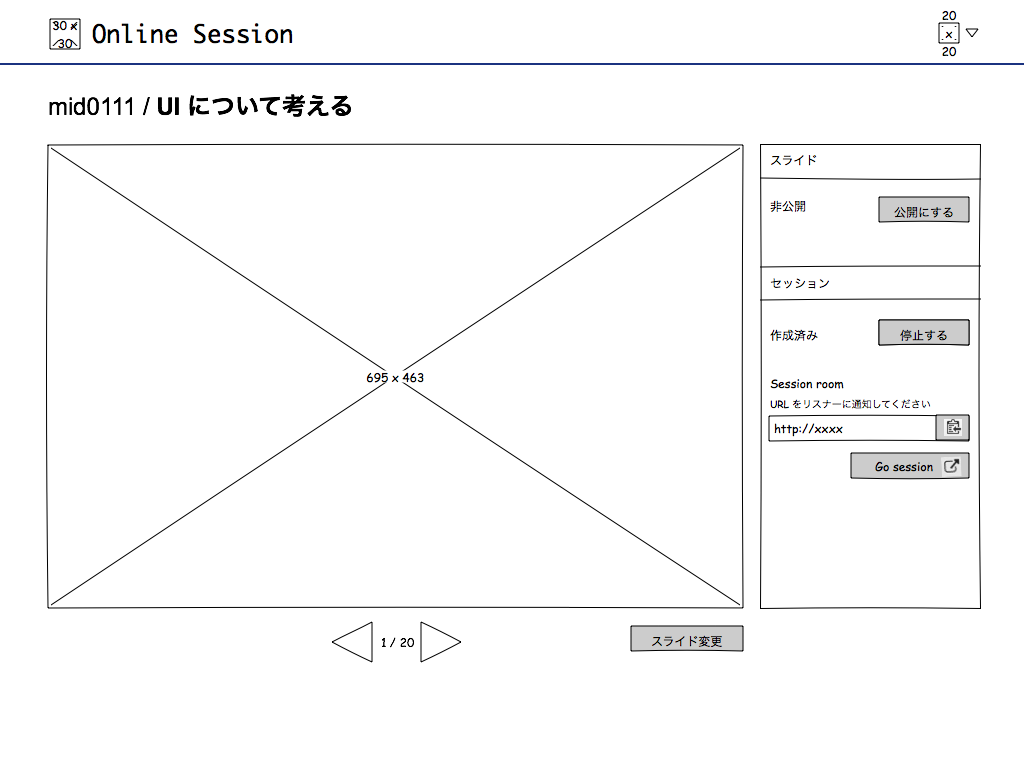 30 x
30
Online Session
20
x
20
mid0111 / UI について考える
695 x 463
スライド
非公開
公開にする
セッション
作成済み
停止する
Session room
URL をリスナーに通知してください
http://xxxx
Go session
1 / 20
スライド変更